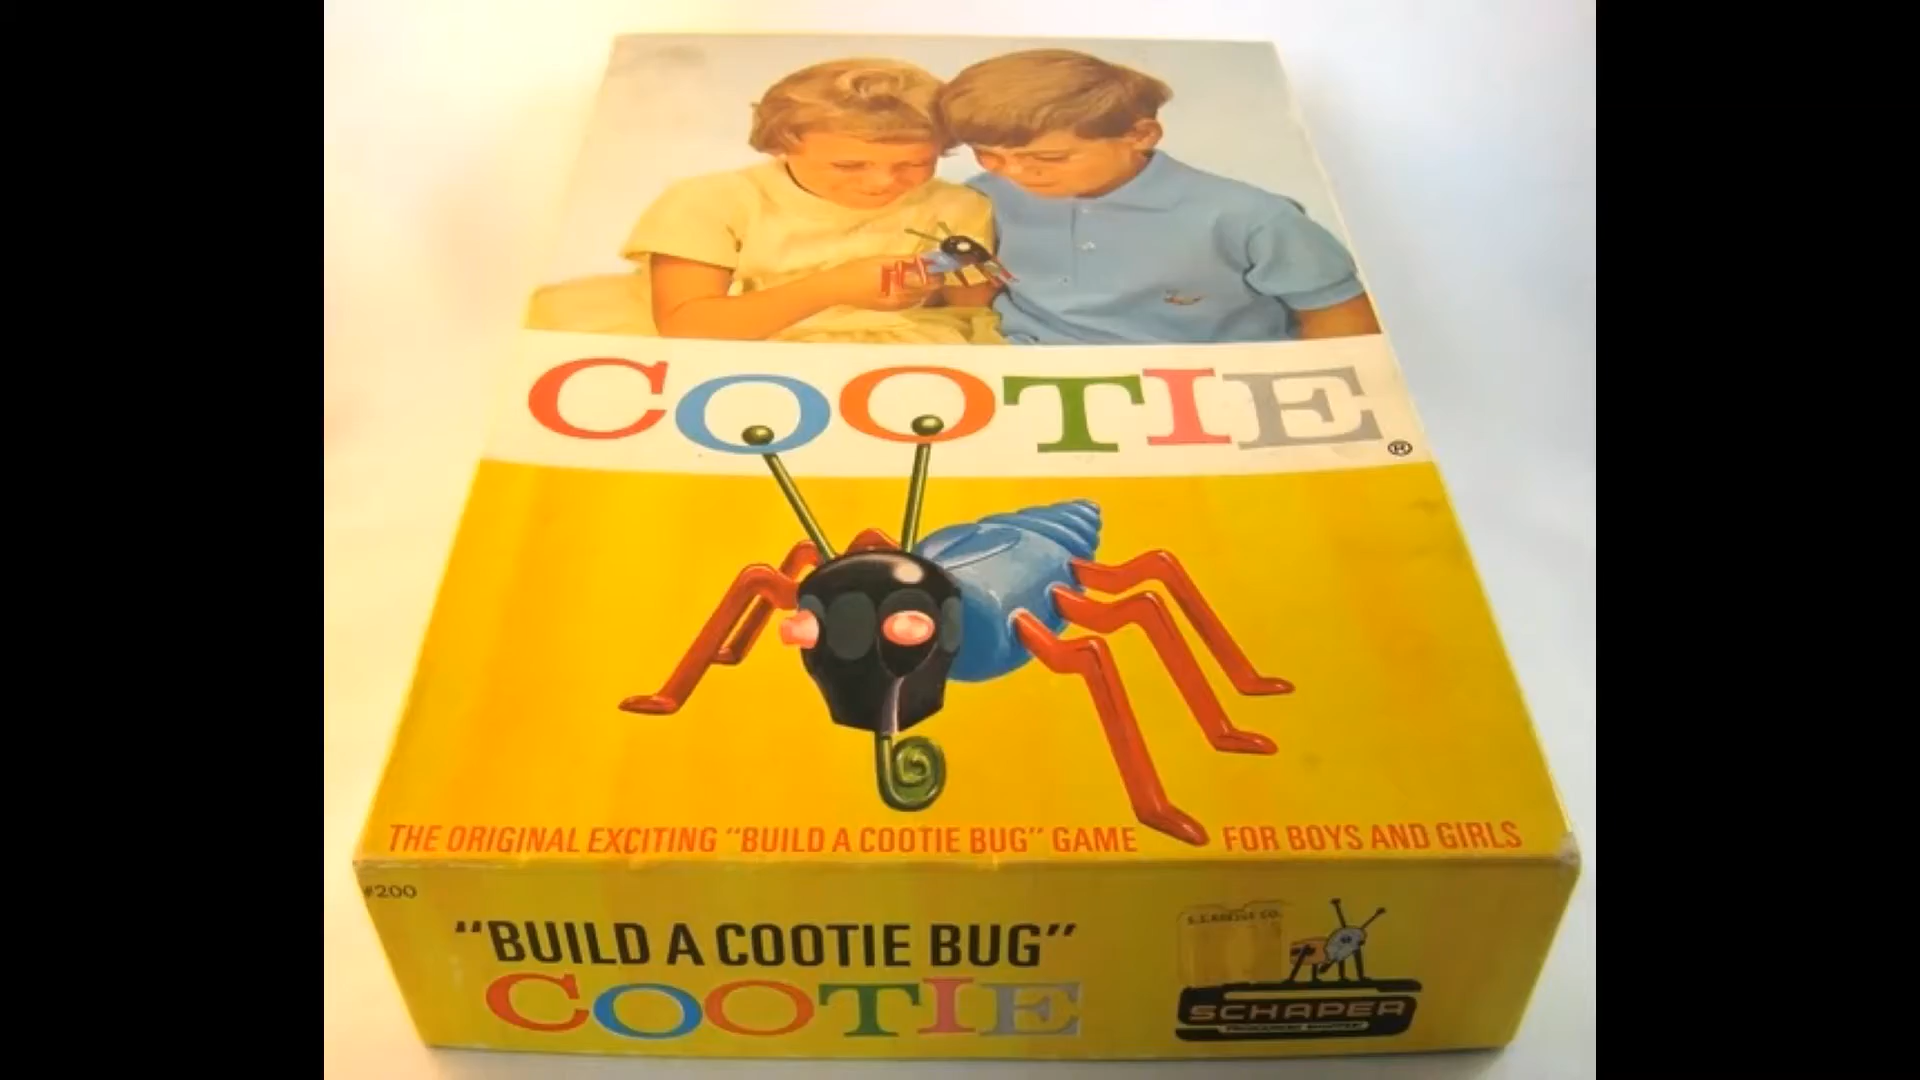 COOTIE®
THE ORIGINAL EXCITING "BUILD A COOTIE BUG" GAME FOR BOYS AND GIRLS
#200
"BUILD A COOTIE BUG"
COOTIE
SCHAPER